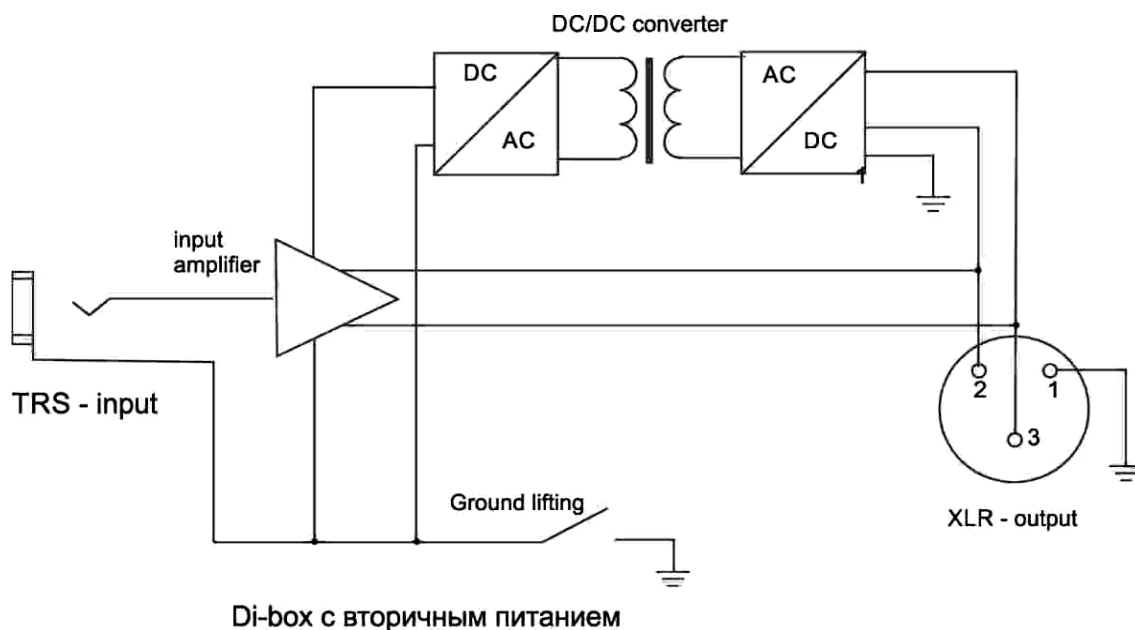 DC/DC converter
DC
AC
AC
DC
1
input
amplifier
TRS - input
2
1
3
Ground lifting
XLR - output
Di-box с вторичным питанием